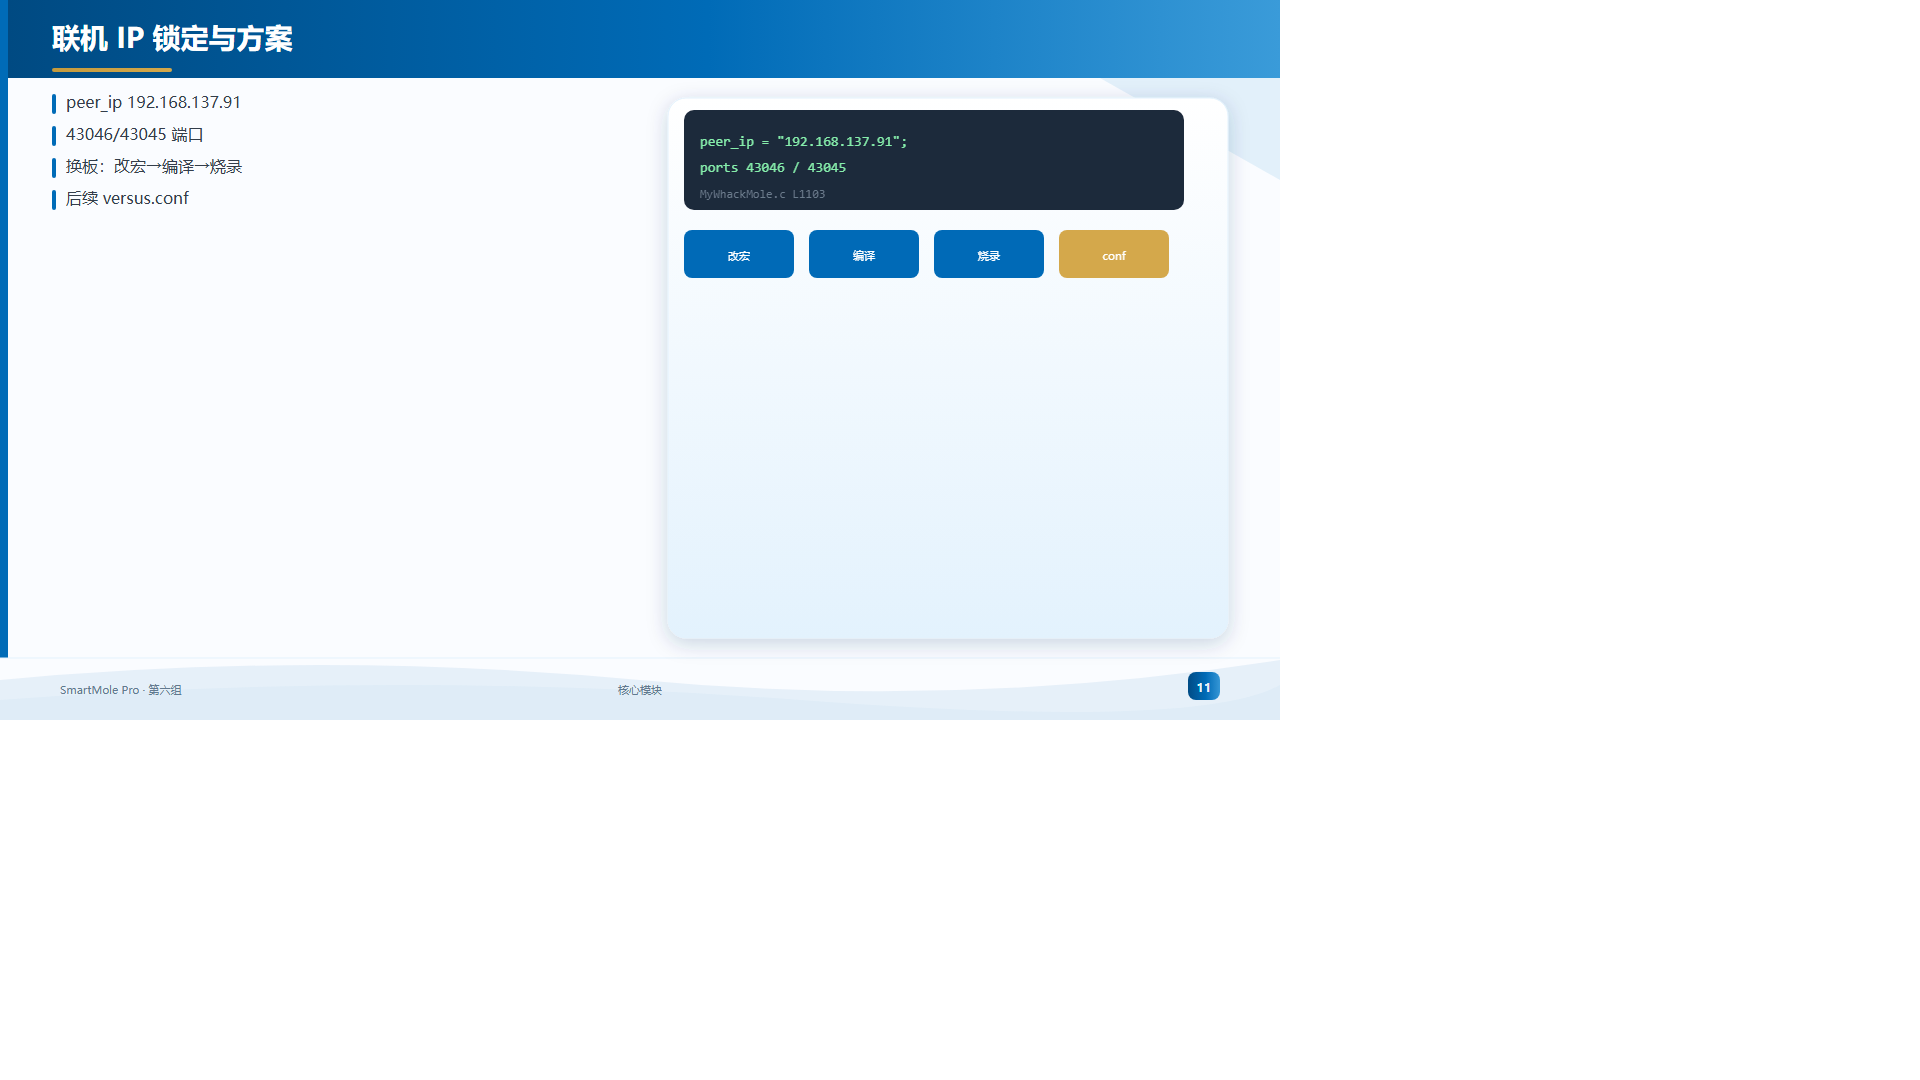 联机 IP 锁定与方案
peer_ip 192.168.137.91
43046/43045 端口
换板：改宏→编译→烧录
后续 versus.conf
peer_ip = "192.168.137.91";
ports 43046 / 43045
MyWhackMole.c L1103
改宏
编译
烧录
conf
SmartMole Pro · 第六组
核心模块
11